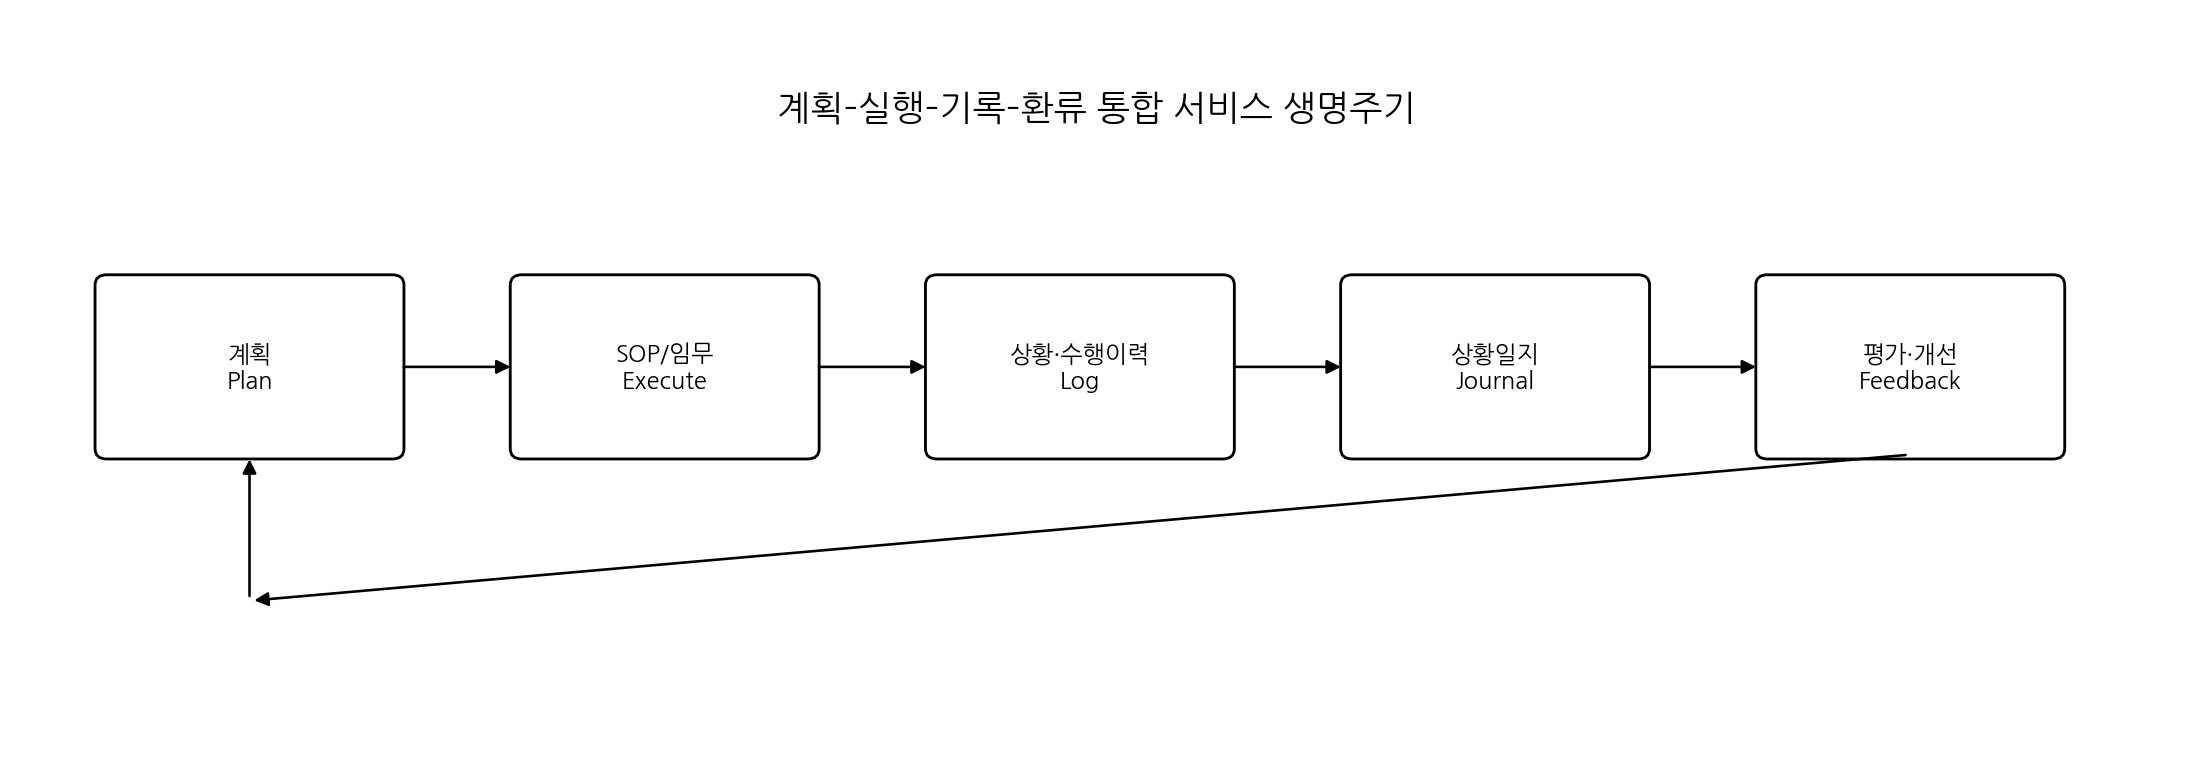 계획-실행-기록-환류 통합 서비스 생명주기
계획
Plan
SOP/임무
Execute
상황·수행이력
Log
상황일지
Journal
평가·개선
Feedback